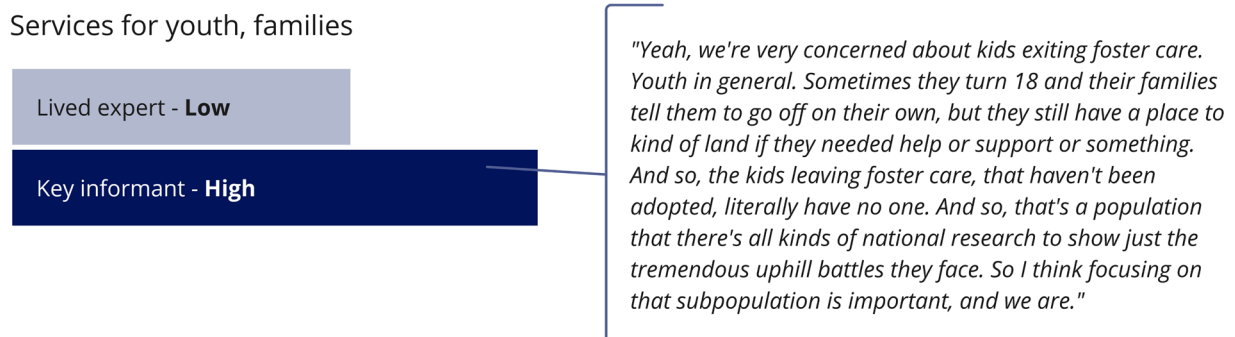 Services for youth, families
Lived expert - Low
Key informant - High
"Yeah, we're very concerned about kids exiting foster care.
Youth in general. Sometimes they turn 18 and their families
tell them to go off on their own, but they still have a place to
kind of land if they needed help or support or something.
And so, the kids leaving foster care, that haven't been
adopted, literally have no one. And so, that's a population
that there's all kinds of national research to show just the
tremendous uphill battles they face. So I think focusing on
that subpopulation is important, and we are."